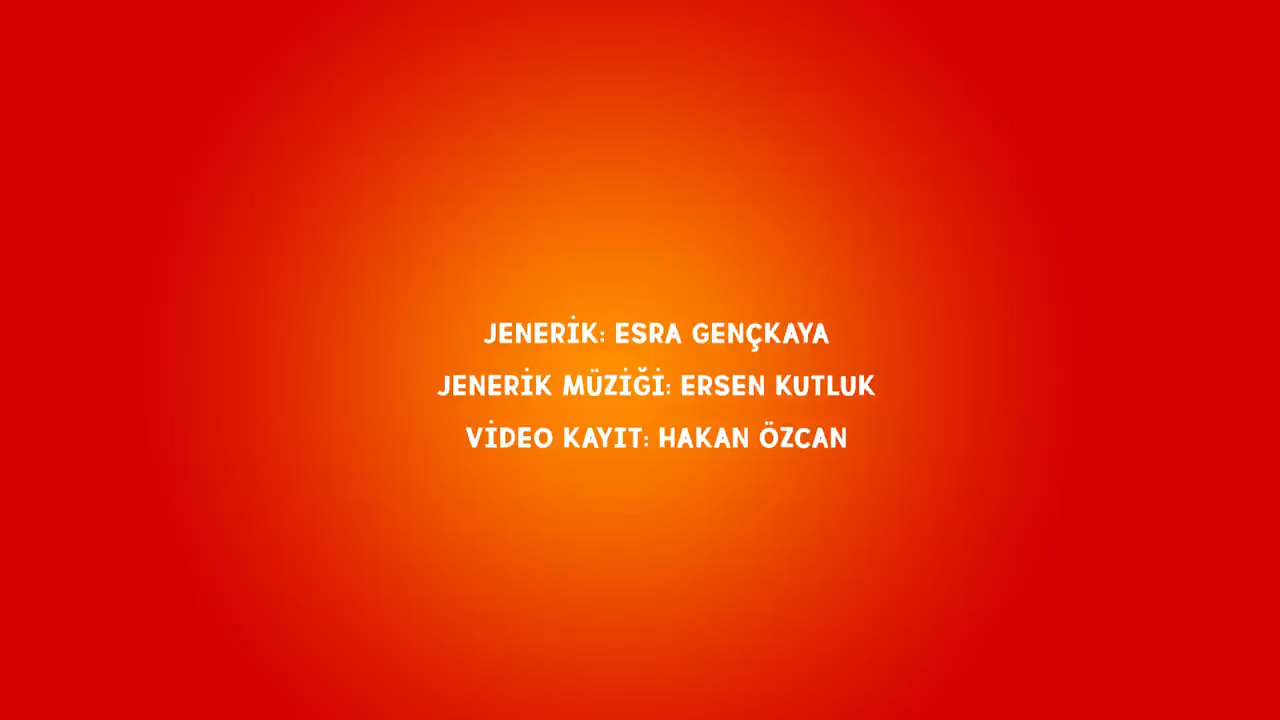 JENERİK: ESRA GENÇKAYA
JENERİK MÜZİĞİ: ERSEN KUTLUK
VİDEO KAYIT: HAKAN ÖZCAN